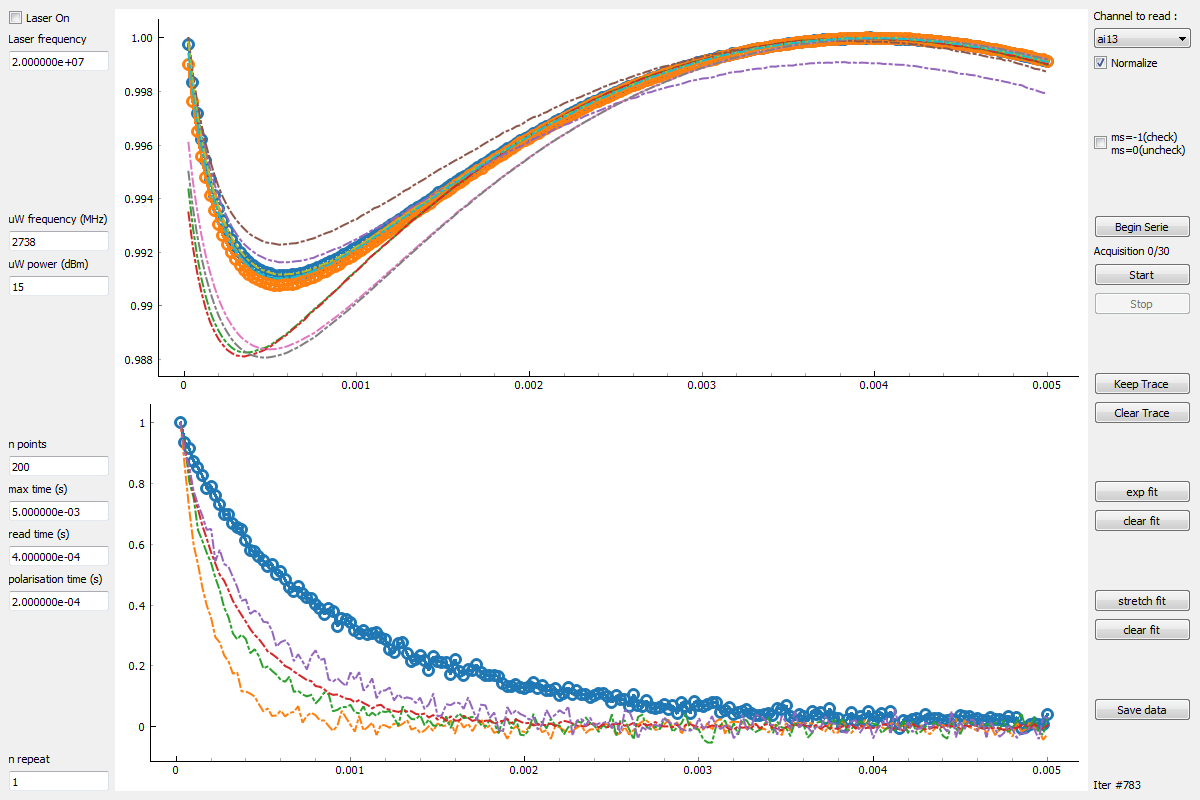 Laser On
Laser frequency
2.000000e+07
uW frequency (MHz)
2738
uW power (dBm)
15
n points
200
max time (s)
5.000000e-03
read time (s)
4.000000e-04
polarisation time (s)
2.000000e-04
n repeat
1
1.00
0.998
0.996
0.994
0.992
0.99
0.988
0
0.001
0.002
0.003
0.004
0.005
1
0.8
0.6
0.4
0.2
0
0
0.001
0.002
0.003
0.004
0.005
Channel to read :
ai13
Normalize
ms=-1(check)
ms=0(uncheck)
Begin Serie
Acquisition 0/30
Start
Stop
Keep Trace
Clear Trace
exp fit
clear fit
stretch fit
clear fit
Save data
Iter #783